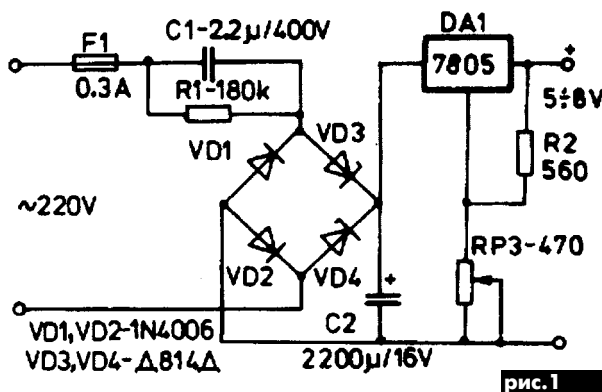 F1
0.3A
C1-2.2μ/400V
R1-180k
DA1
7805
+
5÷8V
R2
560
VD1
VD3
~220V
VD2
VD4
+
C2
2200μ/16V
RP3-470
VD1,VD2-1N4006
VD3,VD4-Д814Д
рис.1